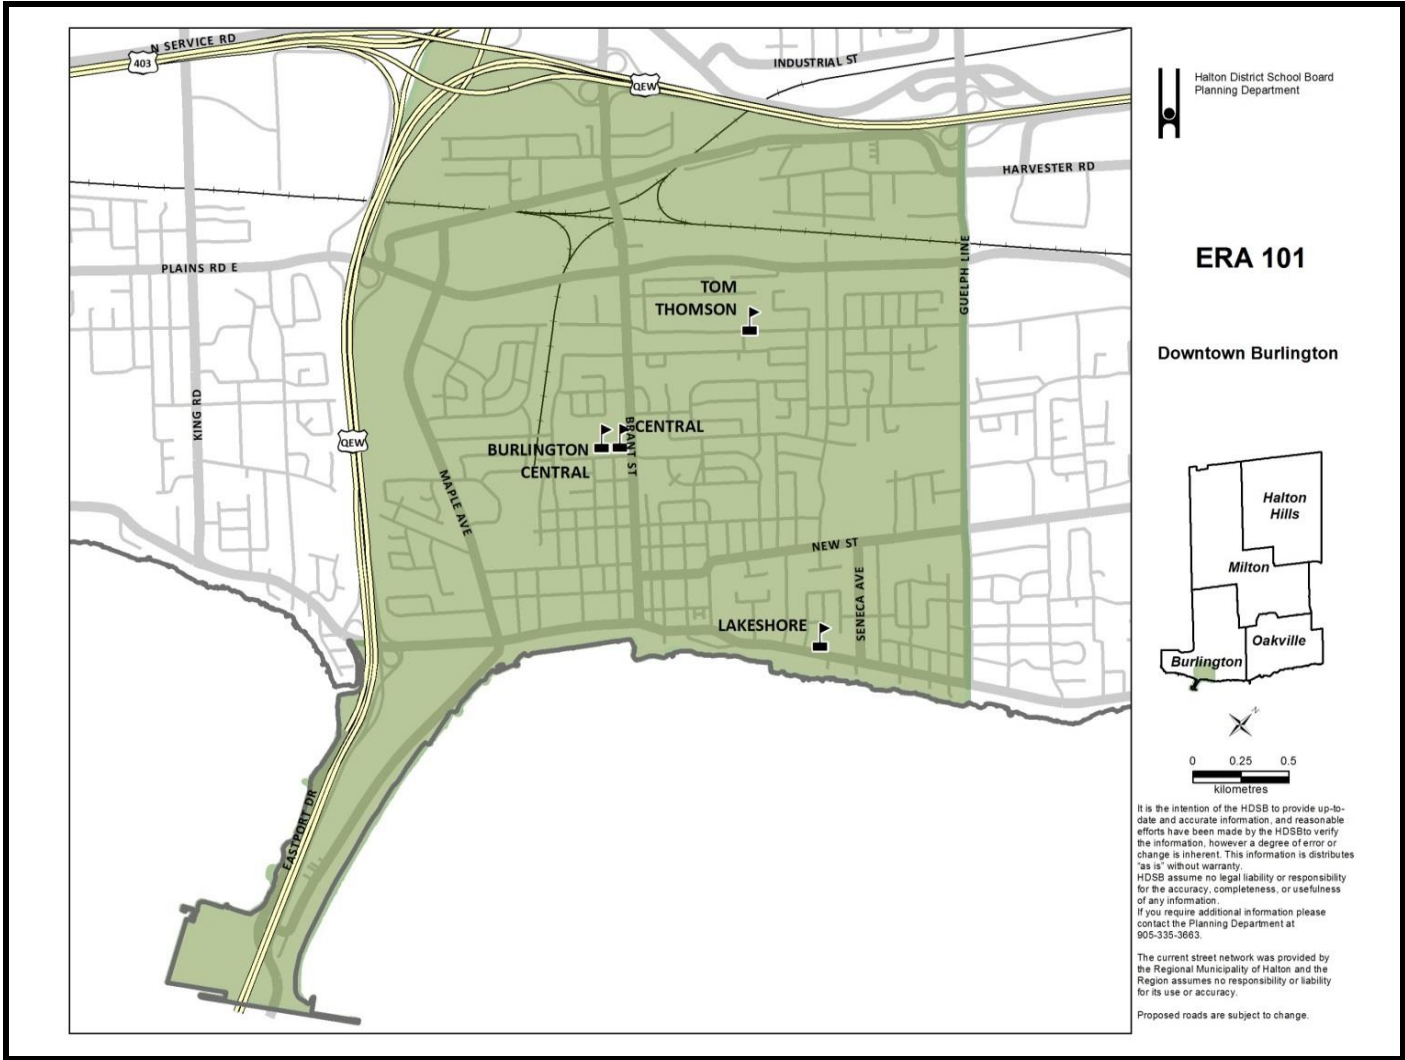 N SERVICE RD
403
QEW
INDUSTRIAL ST
HARVESTER RD
PLAINS RD E
GUELPH LINE
TOM
THOMSON
KING RD
QEW
BRANT ST
CENTRAL
BURLINGTON
CENTRAL
MAPLE AVE
NEW ST
SENECA AVE
LAKESHORE
EASTPORT DR
Halton District School Board
Planning Department
ERA 101
Downtown Burlington
Halton
Hills
Milton
Oakville
Burlington
N
0 0.25 0.5
kilometres
It is the intention of the HDSB to provide up-to-
date and accurate information, and reasonable
efforts have been made by the HDSBto verify
the information, however a degree of error or
change is inherent. This information is distributes
"as is" without warranty.
HDSB assume no legal liability or responsibility
for the accuracy, completeness, or usefulness
of any information.
If you require additional information please
contact the Planning Department at
905-335-3663.
The current street network was provided by
the Regional Municipality of Halton and the
Region assumes no responsibility or liability
for its use or accuracy.
Proposed roads are subject to change.